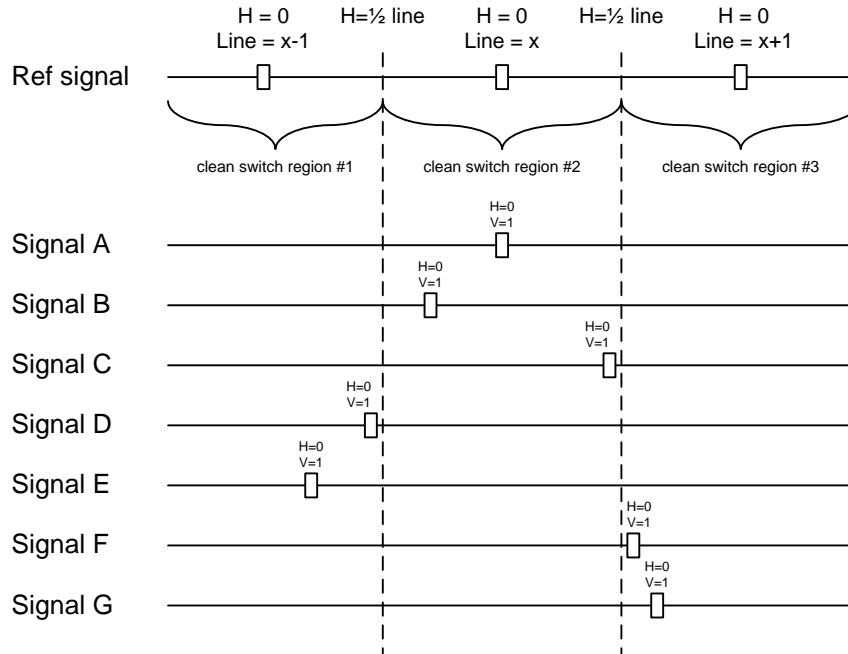 H = 0 H=½ line H = 0 H=½ line H = 0
Line = x-1 Line = x Line = x+1
Ref signal
clean switch region #1 clean switch region #2 clean switch region #3
H=0
V=1
Signal A
H=0
V=1
Signal B
H=0
V=1
Signal C
H=0
V=1
Signal D
H=0
V=1
Signal E
H=0
V=1
Signal F
H=0
V=1
Signal G